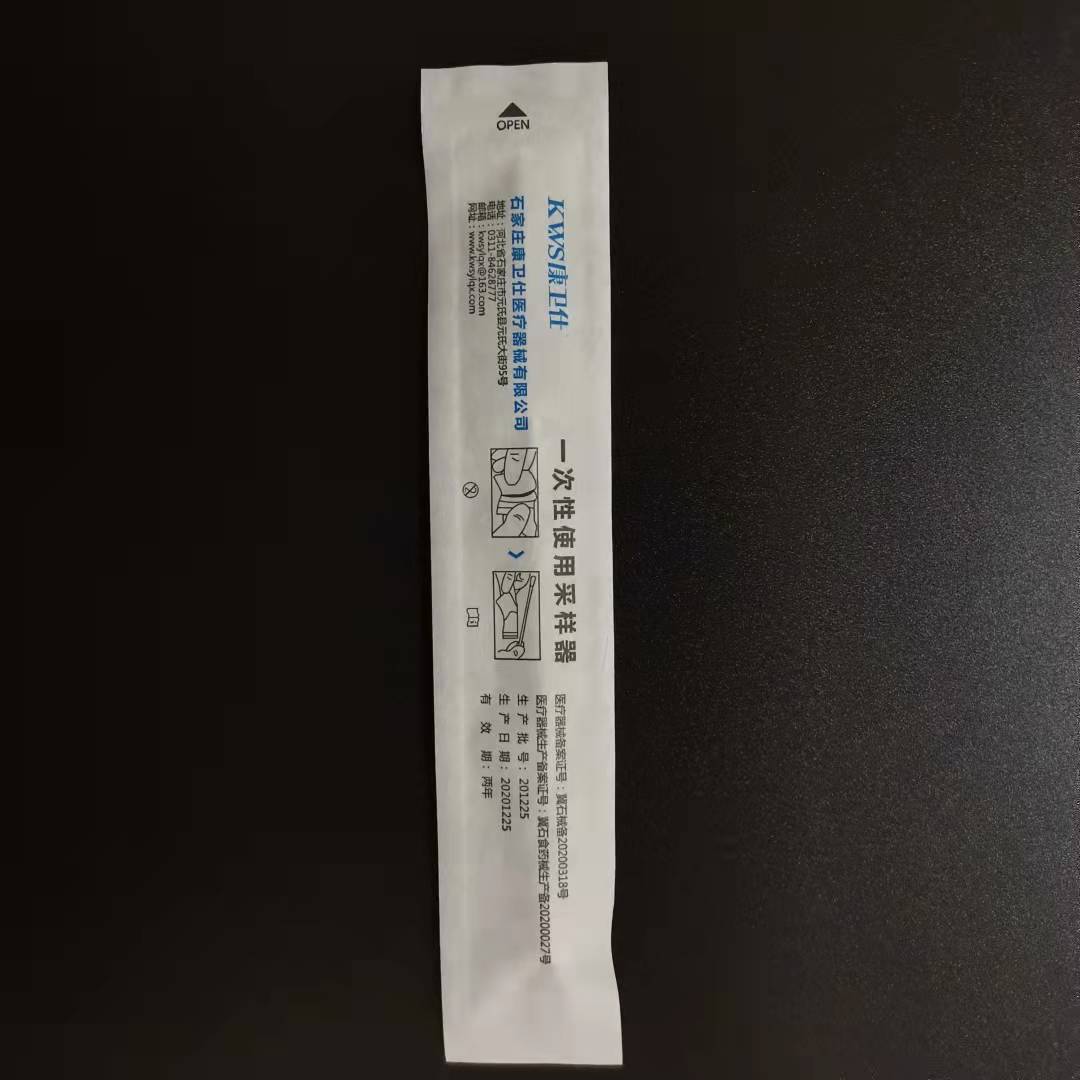 OPEN
KWS康卫仕
石家庄康卫仕医疗器械有限公司
地址：河北省石家庄市元氏县元氏大街95号
电话：0311-84628777
邮箱：kwsylqx@163.com
网址：www.kwsylqx.com
一次性使用采样器
医疗器械备案证号：冀石械备20200318号
医疗器械生产备案证号：冀石食药械生产备20200027号
生产批号：201225
生产日期：20201225
有效期：两年